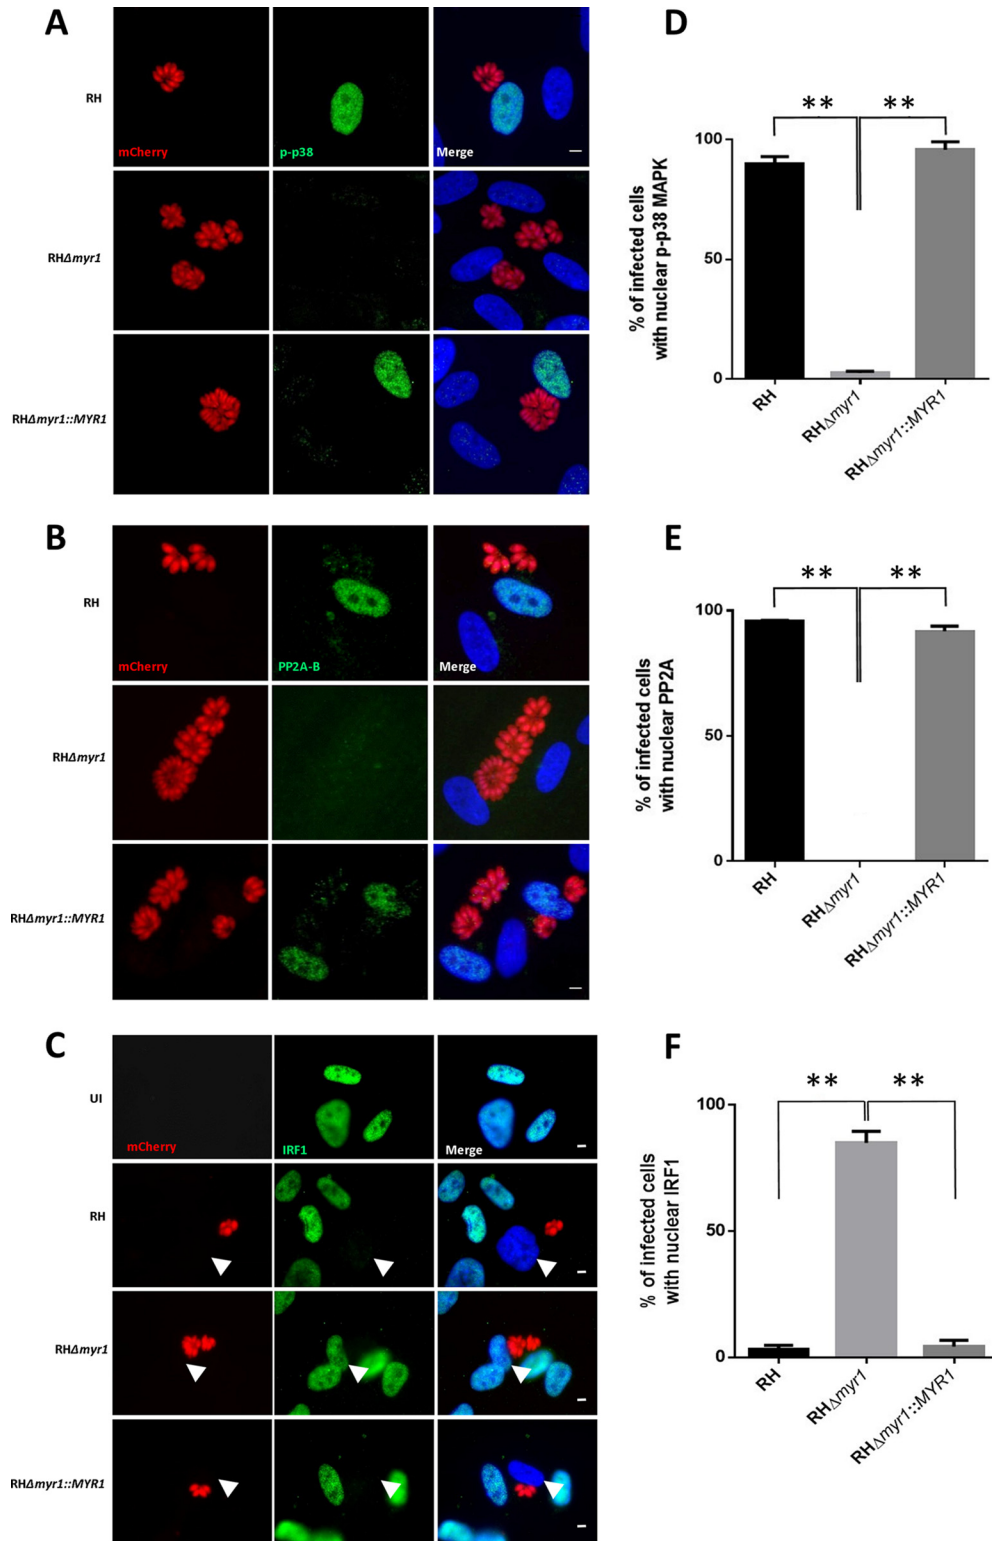 A
RH
mCherry
p-p38
Merge
RHΔmyr1
RHΔmyr1::MYR1
D
**
**
100
50
0
% of infected cells
with nuclear p-p38 MAPK
RH
RHΔmyr1
RHΔmyr1::MYR1
B
RH
mCherry
PP2A-B
Merge
RHΔmyr1
RHΔmyr1::MYR1
E
**
**
100
50
0
% of infected cells
with nuclear PP2A
RH
RHΔmyr1
RHΔmyr1::MYR1
C
UI
mCherry
IRF1
Merge
RH
RHΔmyr1
RHΔmyr1::MYR1
F
**
**
100
50
0
% of infected cells
with nuclear IRF1
RH
RHΔmyr1
RHΔmyr1::MYR1